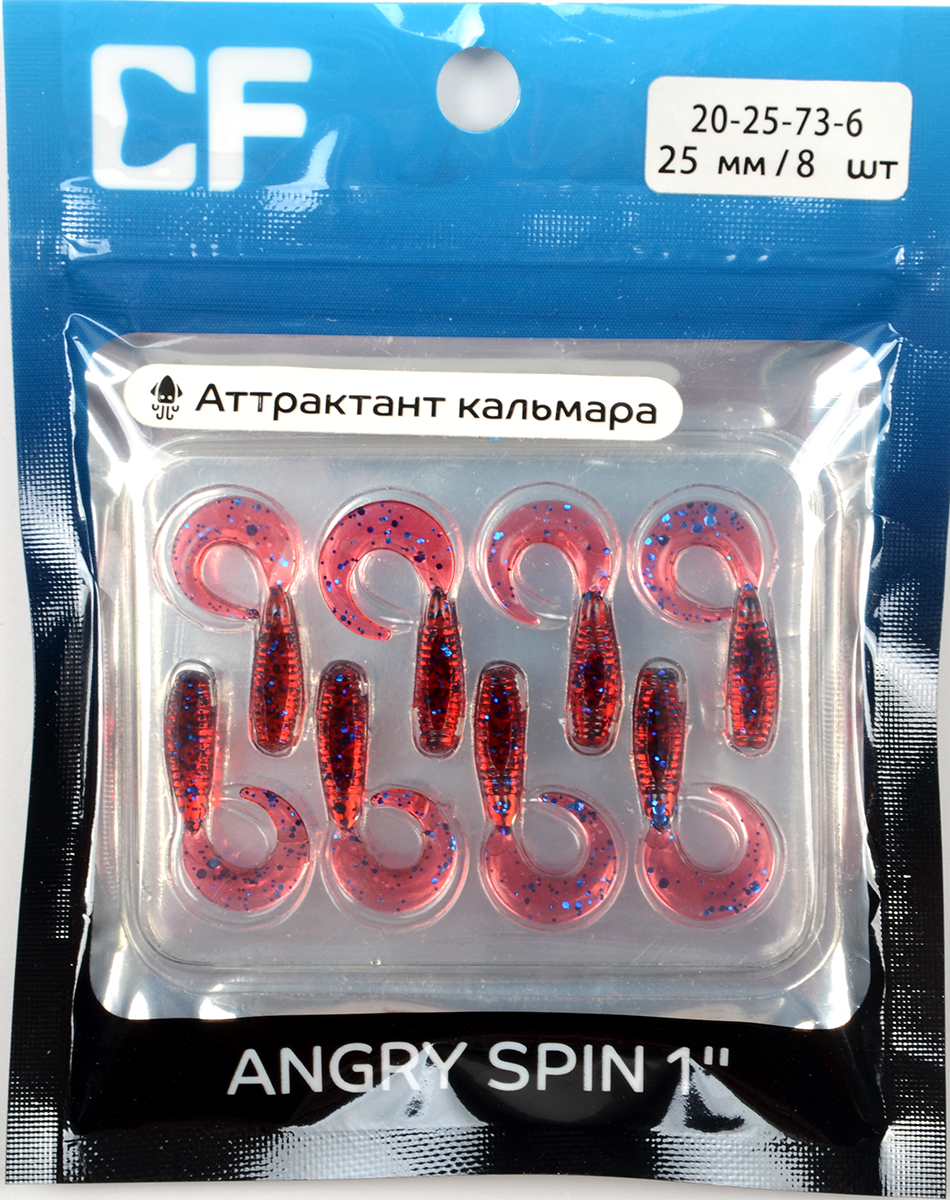 CF
20-25-73-6
25 мм / 8 шт
Аттрактант кальмара
ANGRY SPIN 1"